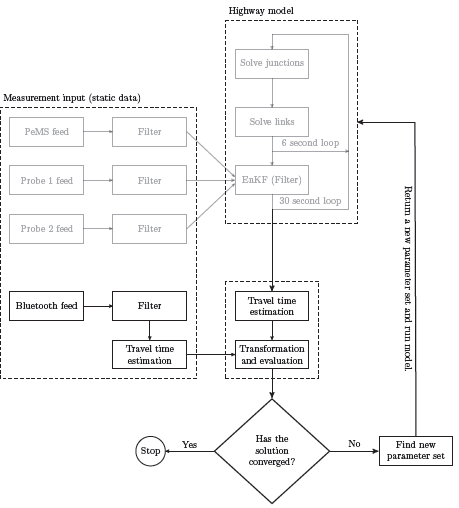 Highway model
Solve junctions
Measurement input (static data)
PeMS feed
Filter
Solve links
6 second loop
Probe 1 feed
Filter
EnKF (Filter)
30 second loop
Probe 2 feed
Filter
Return a new parameter set and run model.
Bluetooth feed
Filter
Travel time
estimation
Travel time
estimation
Transformation
and evaluation
Has the
solution
converged?
Yes
Stop
No
Find new
parameter set